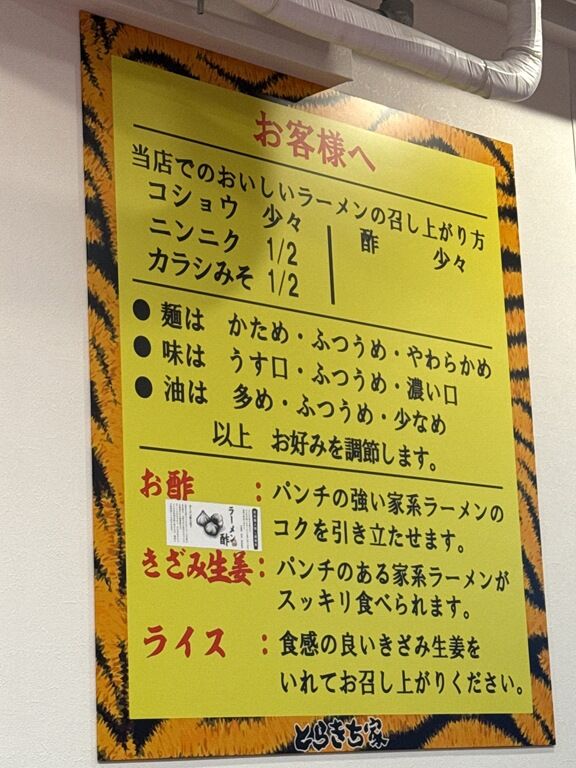 お客様へ
当店でのおいしいラーメンの召し上がり方
コショウ 少々
ニンニク 1/2
カラシみそ 1/2
酢 少々
● 麺は かため・ふつうめ・やわらかめ
● 味は うす口・ふつうめ・濃い口
● 油は 多め・ふつうめ・少なめ
以上 お好みを調節します。
お酢 : パンチの強い家系ラーメンの
コクを引き立たせます。
ラーメン酢
きざみ生姜 : パンチのある家系ラーメンが
スッキリ食べられます。
ライス : 食感の良いきざみ生姜を
いれてお召し上がりください。
とらきち家